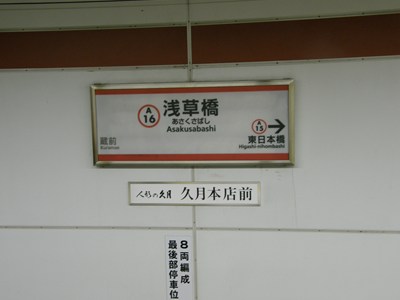 A
16
浅草橋
あさくさばし
Asakusabashi
蔵前
Kuramae
A
15
東日本橋
Higashi-nihombashi
人形の久月 久月本店前
8両編成
最後部停車位